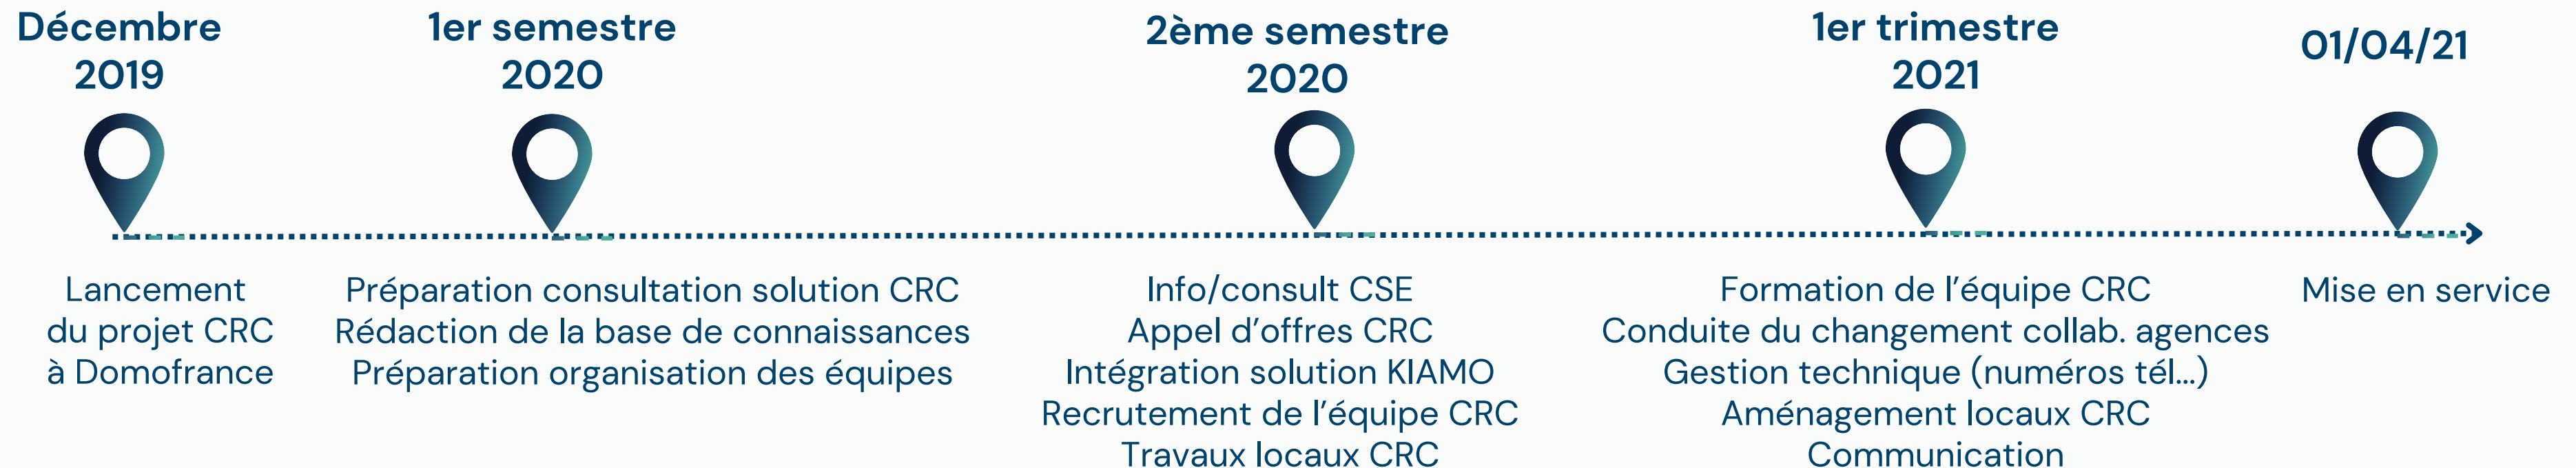 Décembre
2019
1er semestre
2020
2ème semestre
2020
1er trimestre
2021
01/04/21
Lancement
du projet CRC
à Domofrance
Préparation consultation solution CRC
Rédaction de la base de connaissances
Préparation organisation des équipes
Info/consult CSE
Appel d’offres CRC
Intégration solution KIAMO
Recrutement de l’équipe CRC
Travaux locaux CRC
Formation de l’équipe CRC
Conduite du changement collab. agences
Gestion technique (numéros tél...)
Aménagement locaux CRC
Communication
Mise en service